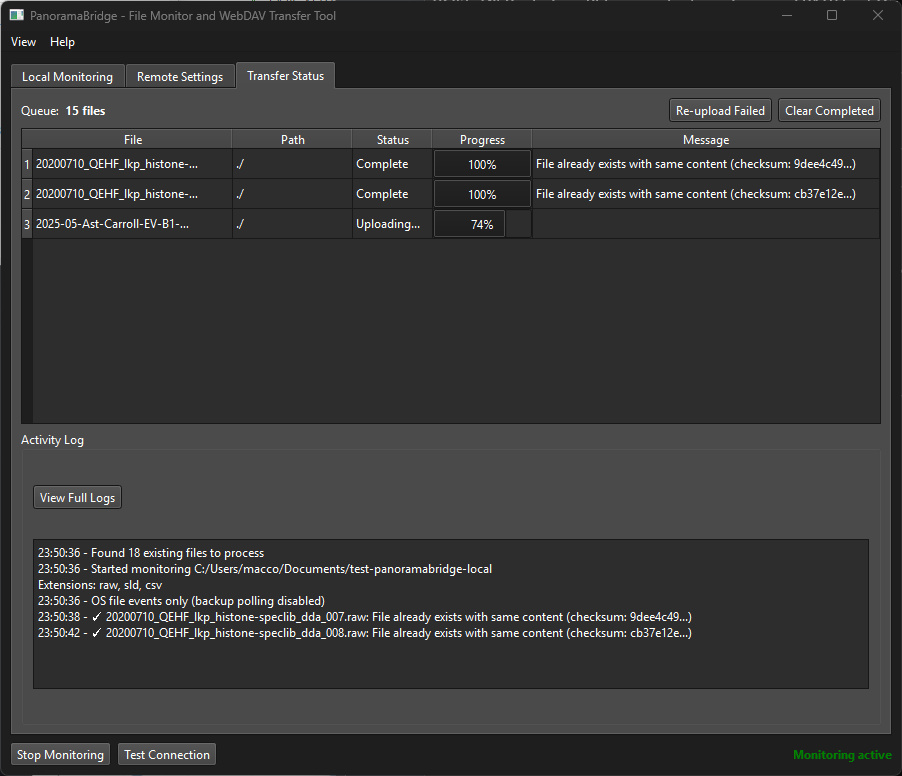 PanoramaBridge - File Monitor and WebDAV Transfer Tool
View Help
Local Monitoring Remote Settings Transfer Status
Queue: 15 files Re-upload Failed Clear Completed
File Path Status Progress Message
1 20200710_QEHF_lkp_histone-... ./ Complete 100% File already exists with same content (checksum: 9dee4c49...)
2 20200710_QEHF_lkp_histone-... ./ Complete 100% File already exists with same content (checksum: cb37e12e...)
3 2025-05-Ast-Carroll-EV-B1-... ./ Uploading... 74%
Activity Log
View Full Logs
23:50:36 - Found 18 existing files to process
23:50:36 - Started monitoring C:/Users/macco/Documents/test-panoramabridge-local
Extensions: raw, sld, csv
23:50:36 - OS file events only (backup polling disabled)
23:50:38 - ✓ 20200710_QEHF_lkp_histone-speclib_dda_007.raw: File already exists with same content (checksum: 9dee4c49...)
23:50:42 - ✓ 20200710_QEHF_lkp_histone-speclib_dda_008.raw: File already exists with same content (checksum: cb37e12e...)
Stop Monitoring Test Connection Monitoring active